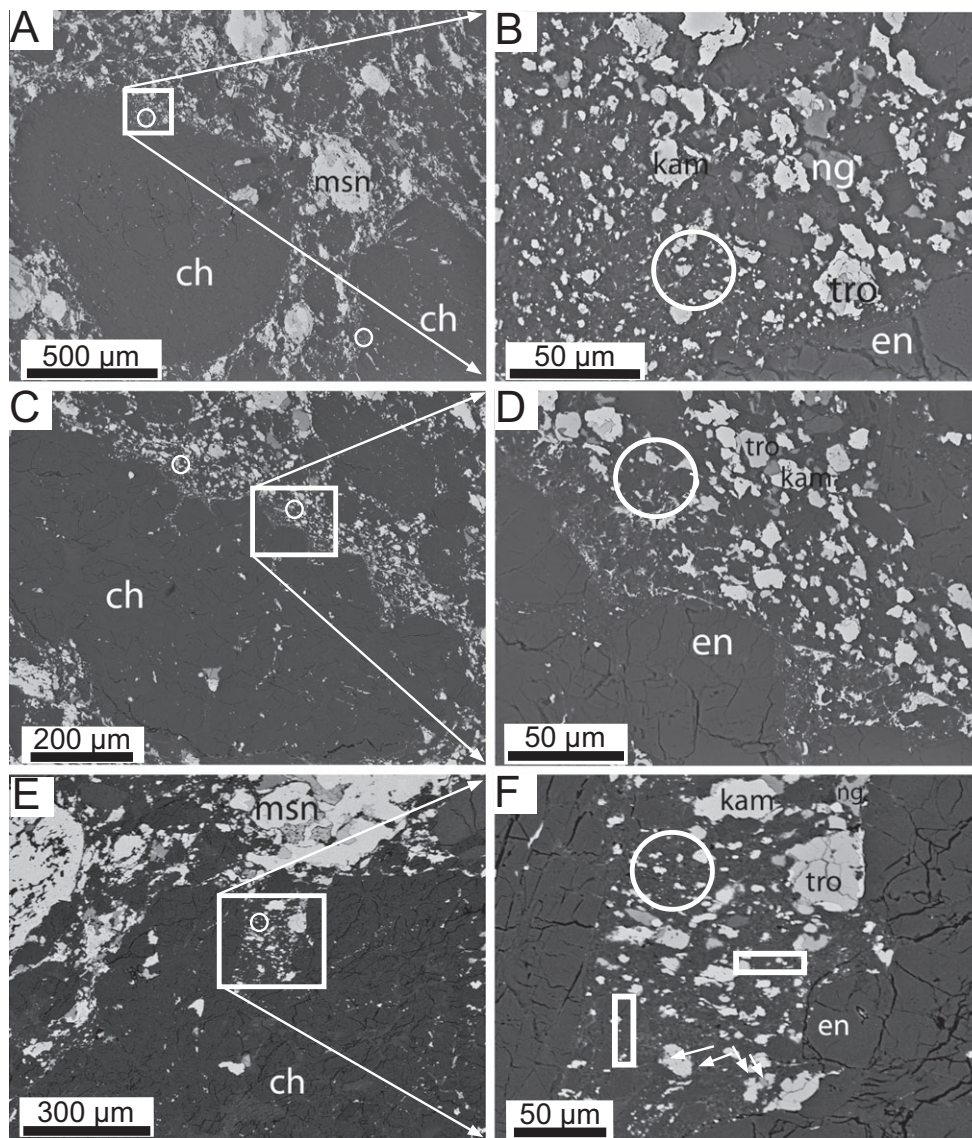 A
msn
ch
ch
500 µm
B
kam
ng
tro
en
50 µm
C
ch
200 µm
D
tro
kam
en
50 µm
E
msn
ch
300 µm
F
kam
ng
tro
en
50 µm